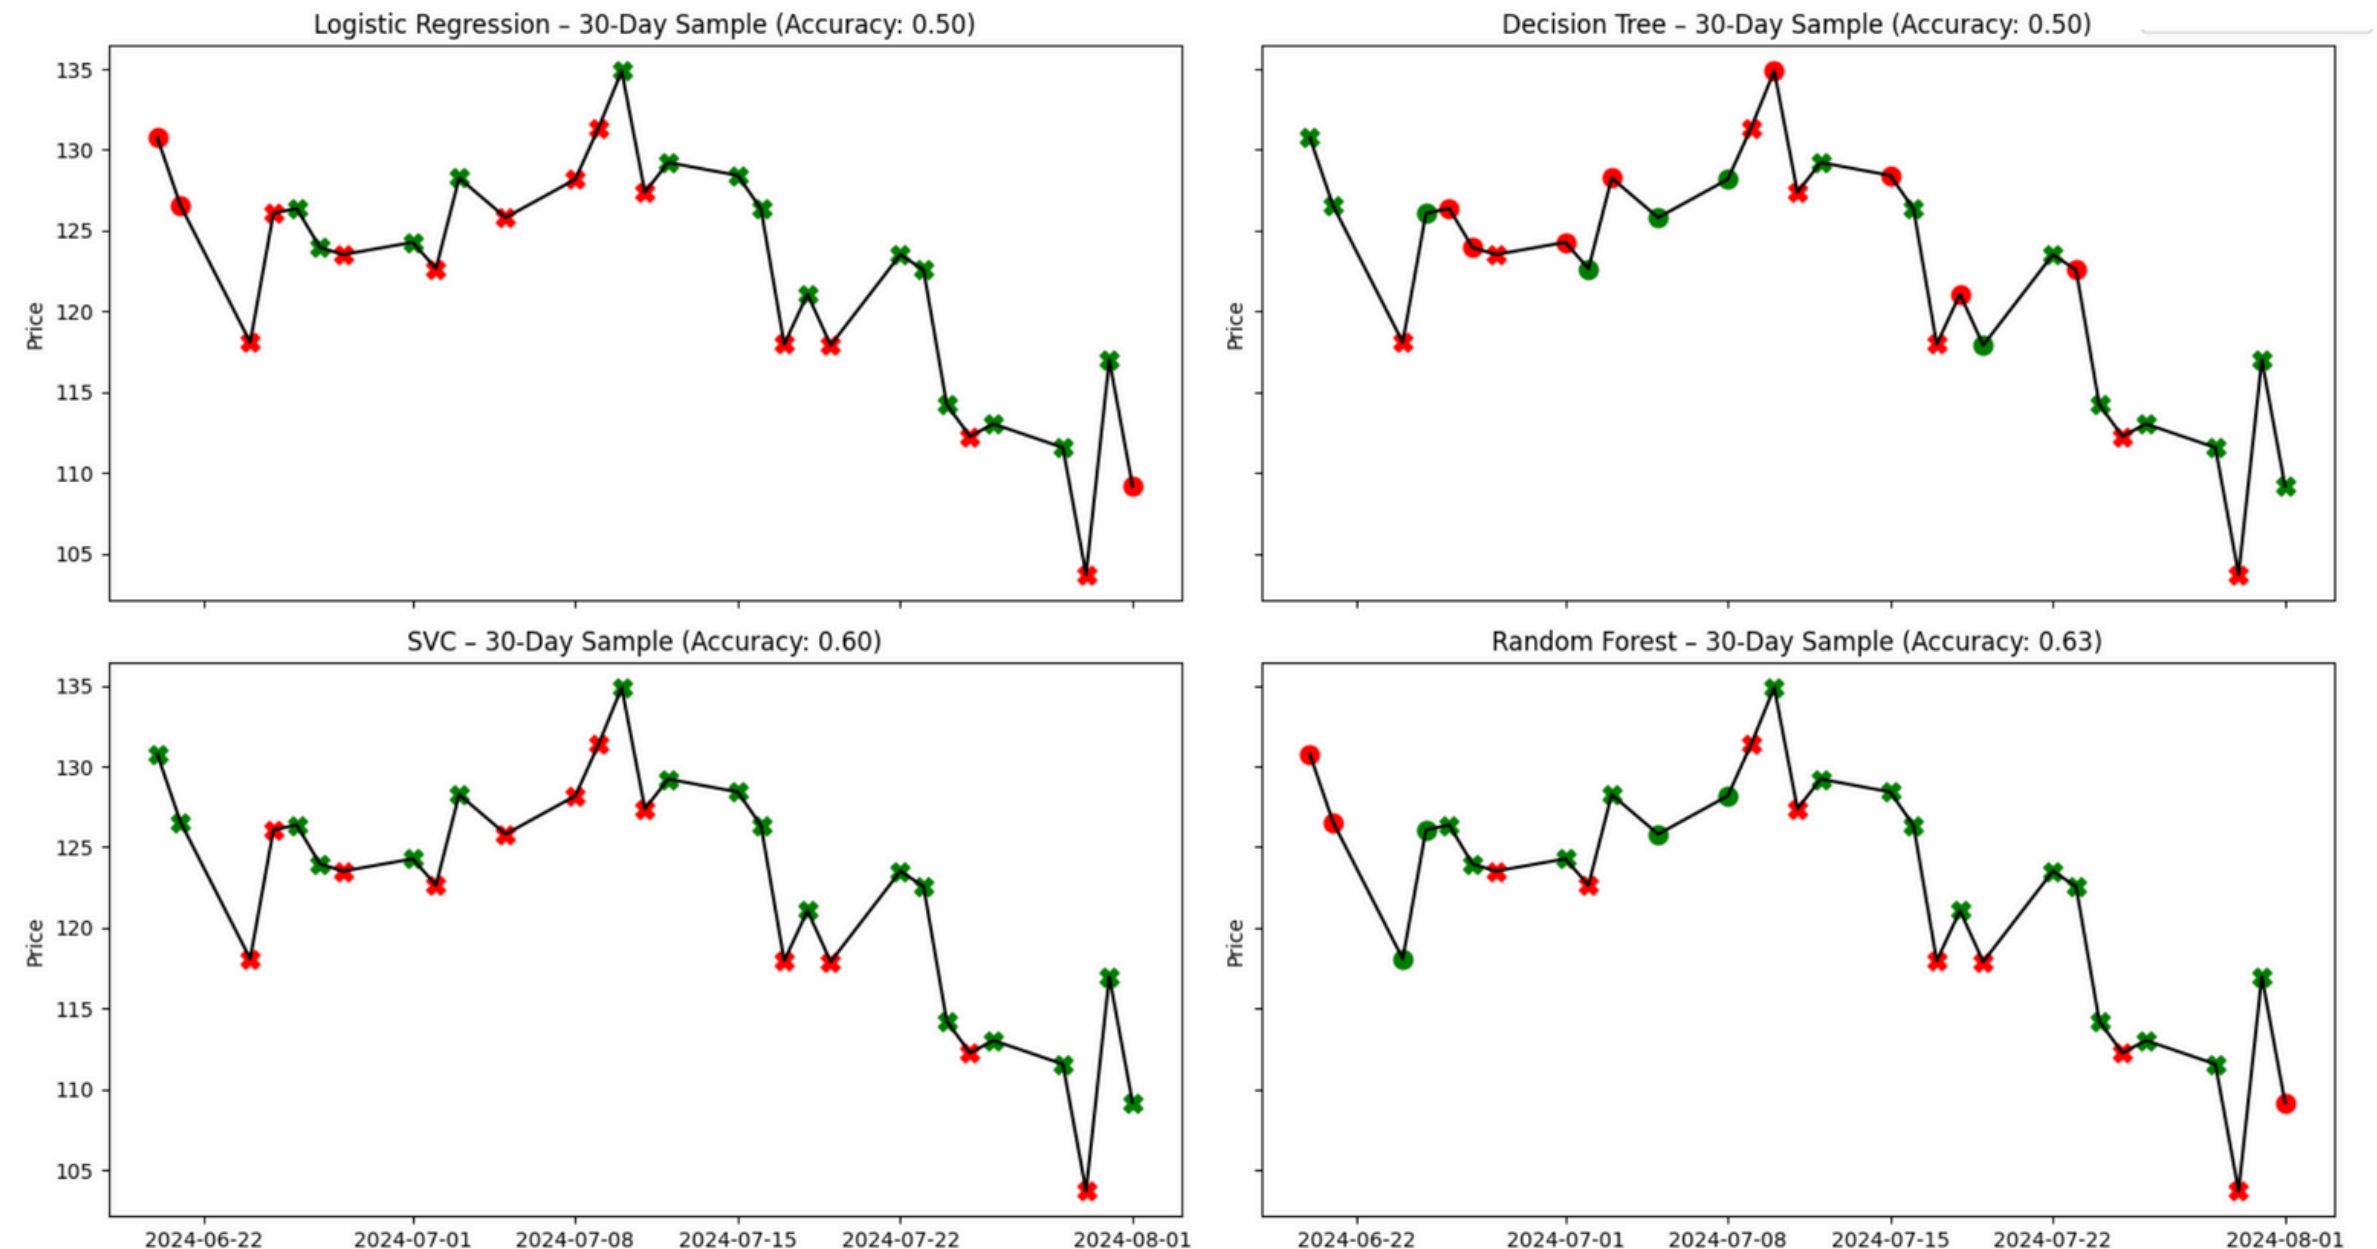 Logistic Regression – 30-Day Sample (Accuracy: 0.50)
135
130
125
120
115
110
105
Price
Decision Tree – 30-Day Sample (Accuracy: 0.50)
Price
SVC – 30-Day Sample (Accuracy: 0.60)
135
130
125
120
115
110
105
Price
2024-06-22 2024-07-01 2024-07-08 2024-07-15 2024-07-22 2024-08-01
Random Forest – 30-Day Sample (Accuracy: 0.63)
Price
2024-06-22 2024-07-01 2024-07-08 2024-07-15 2024-07-22 2024-08-01